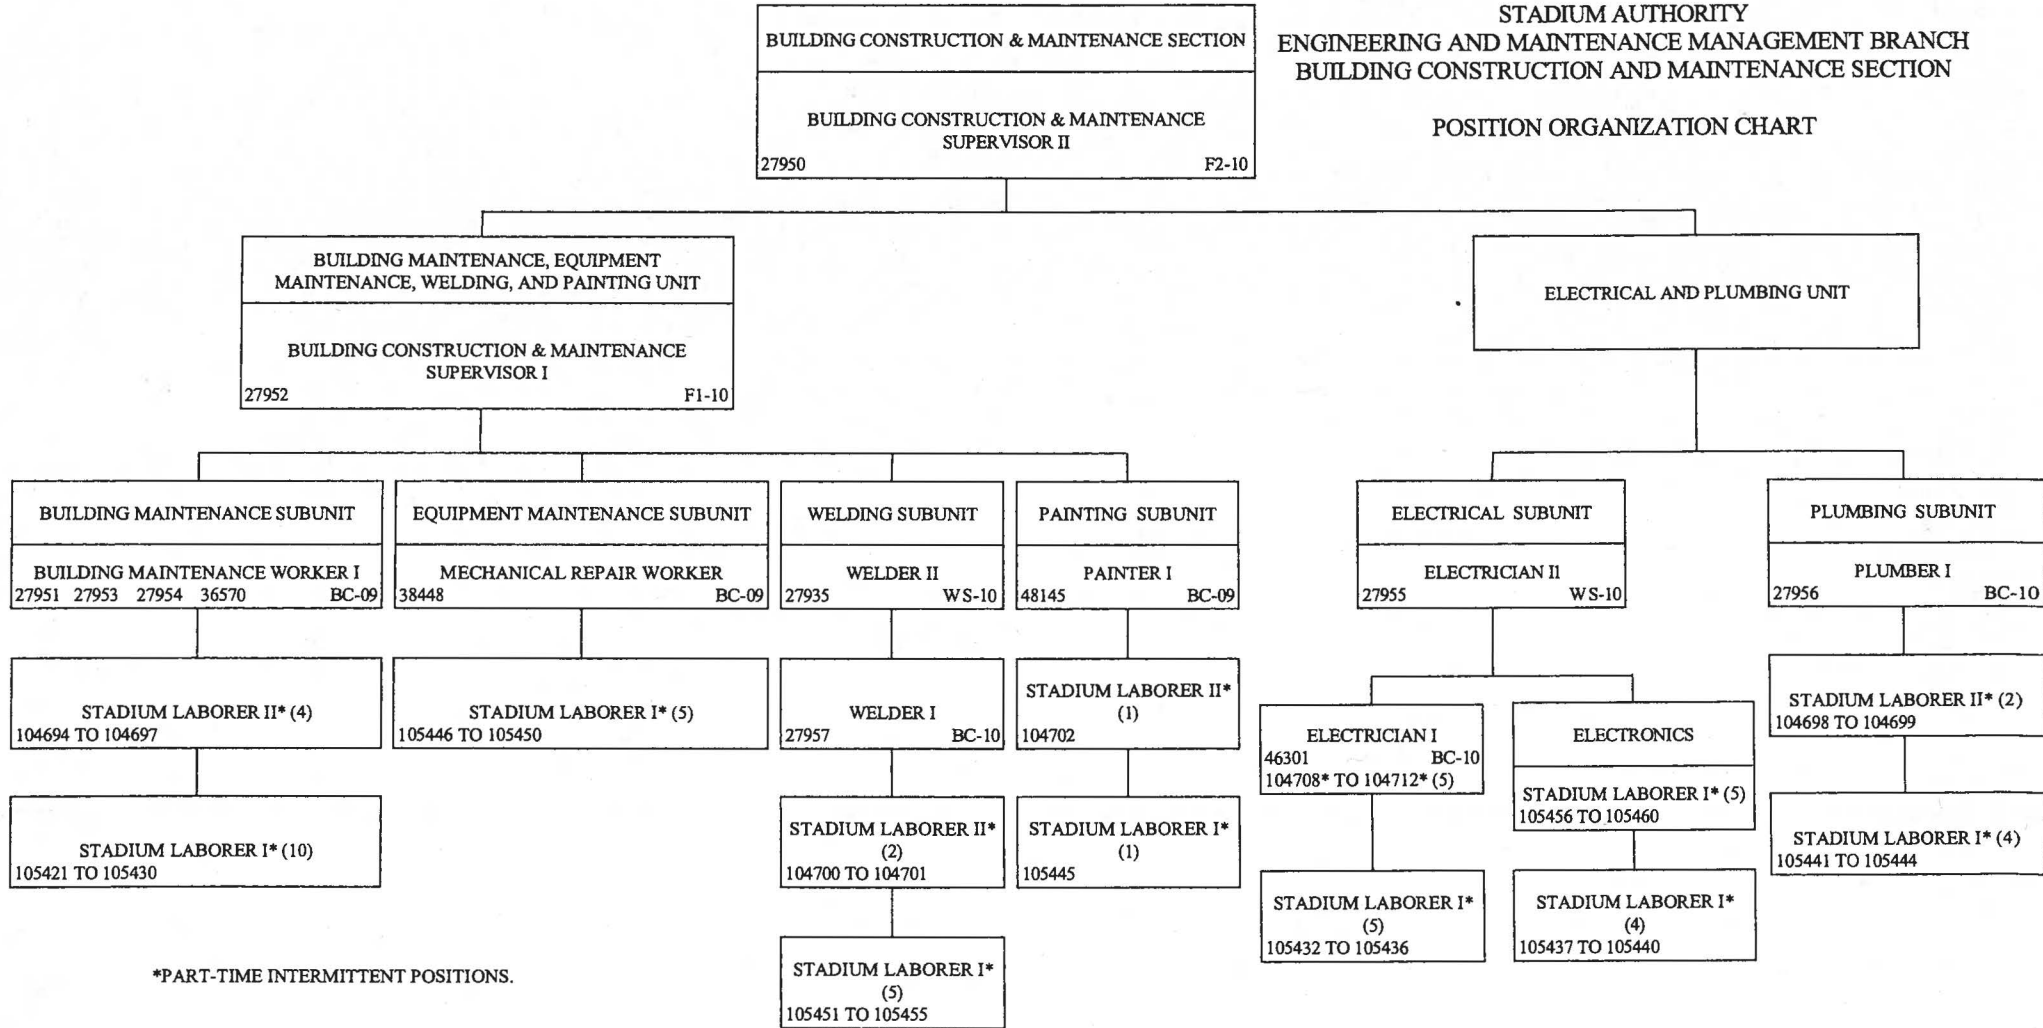 STADIUM AUTHORITY
ENGINEERING AND MAINTENANCE MANAGEMENT BRANCH
BUILDING CONSTRUCTION AND MAINTENANCE SECTION
POSITION ORGANIZATION CHART
BUILDING CONSTRUCTION & MAINTENANCE SECTION
BUILDING CONSTRUCTION & MAINTENANCE
SUPERVISOR II
27950 F2-10
BUILDING MAINTENANCE, EQUIPMENT
MAINTENANCE, WELDING, AND PAINTING UNIT
BUILDING CONSTRUCTION & MAINTENANCE
SUPERVISOR I
27952 F1-10
ELECTRICAL AND PLUMBING UNIT
BUILDING MAINTENANCE SUBUNIT
BUILDING MAINTENANCE WORKER I
27951 27953 27954 36570 BC-09
STADIUM LABORER II* (4)
104694 TO 104697
STADIUM LABORER I* (10)
105421 TO 105430
EQUIPMENT MAINTENANCE SUBUNIT
MECHANICAL REPAIR WORKER
38448 BC-09
STADIUM LABORER I* (5)
105446 TO 105450
WELDING SUBUNIT
WELDER II
27935 WS-10
WELDER I
27957 BC-10
STADIUM LABORER II*
(2)
104700 TO 104701
STADIUM LABORER I*
(5)
105451 TO 105455
PAINTING SUBUNIT
PAINTER I
48145 BC-09
STADIUM LABORER II*
(1)
104702
STADIUM LABORER I*
(1)
105445
ELECTRICAL SUBUNIT
ELECTRICIAN II
27955 WS-10
ELECTRICIAN I
46301 BC-10
104708* TO 104712* (5)
STADIUM LABORER I*
(5)
105432 TO 105436
ELECTRONICS
STADIUM LABORER I* (5)
105456 TO 105460
STADIUM LABORER I*
(4)
105437 TO 105440
PLUMBING SUBUNIT
PLUMBER I
27956 BC-10
STADIUM LABORER II* (2)
104698 TO 104699
STADIUM LABORER I* (4)
105441 TO 105444
*PART-TIME INTERMITTENT POSITIONS.